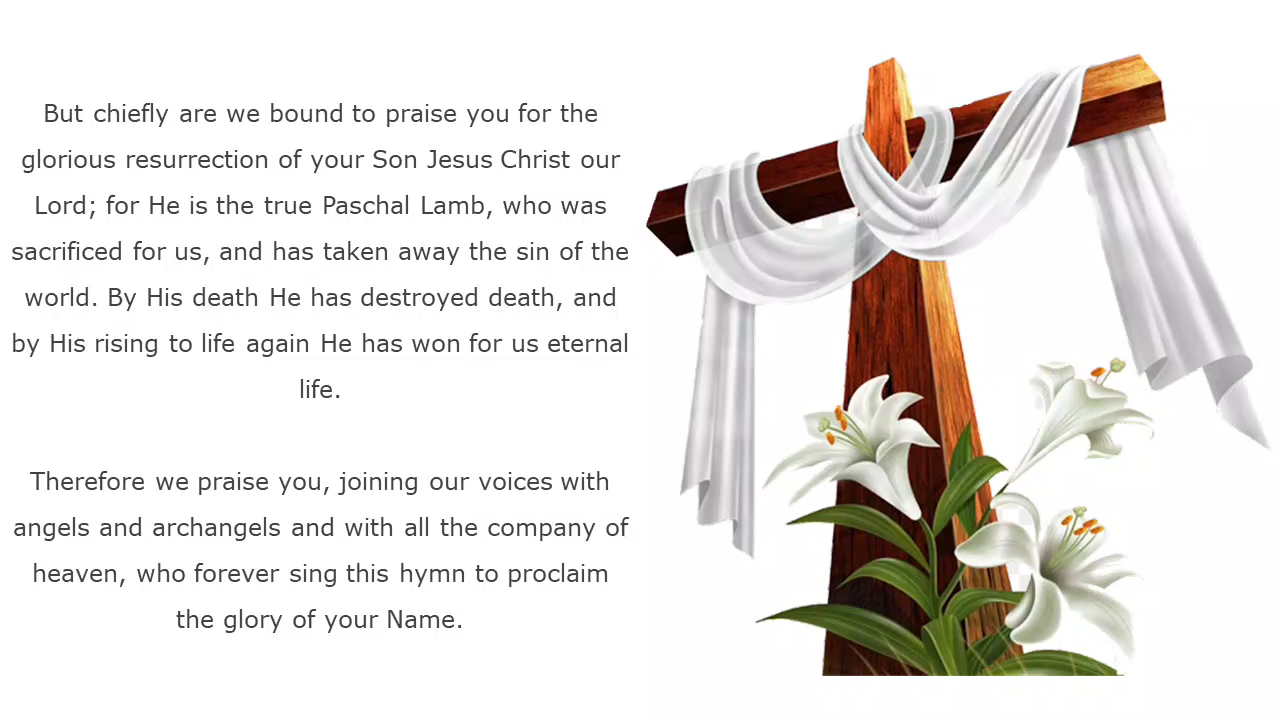 But chiefly are we bound to praise you for the
glorious resurrection of your Son Jesus Christ our
Lord; for He is the true Paschal Lamb, who was
sacrificed for us, and has taken away the sin of the
world. By His death He has destroyed death, and
by His rising to life again He has won for us eternal
life.
Therefore we praise you, joining our voices with
angels and archangels and with all the company of
heaven, who forever sing this hymn to proclaim
the glory of your Name.